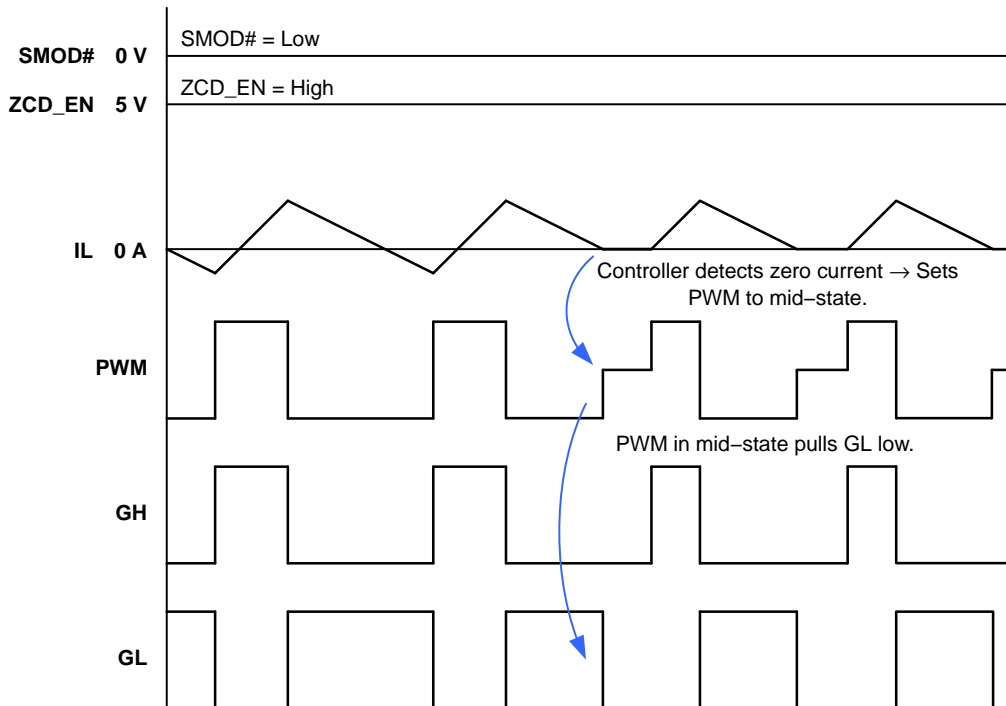 SMOD# = Low
SMOD# 0 V
ZCD_EN = High
ZCD_EN 5 V
IL 0 A
Controller detects zero current → Sets
PWM to mid−state.
PWM
PWM in mid−state pulls GL low.
GH
GL